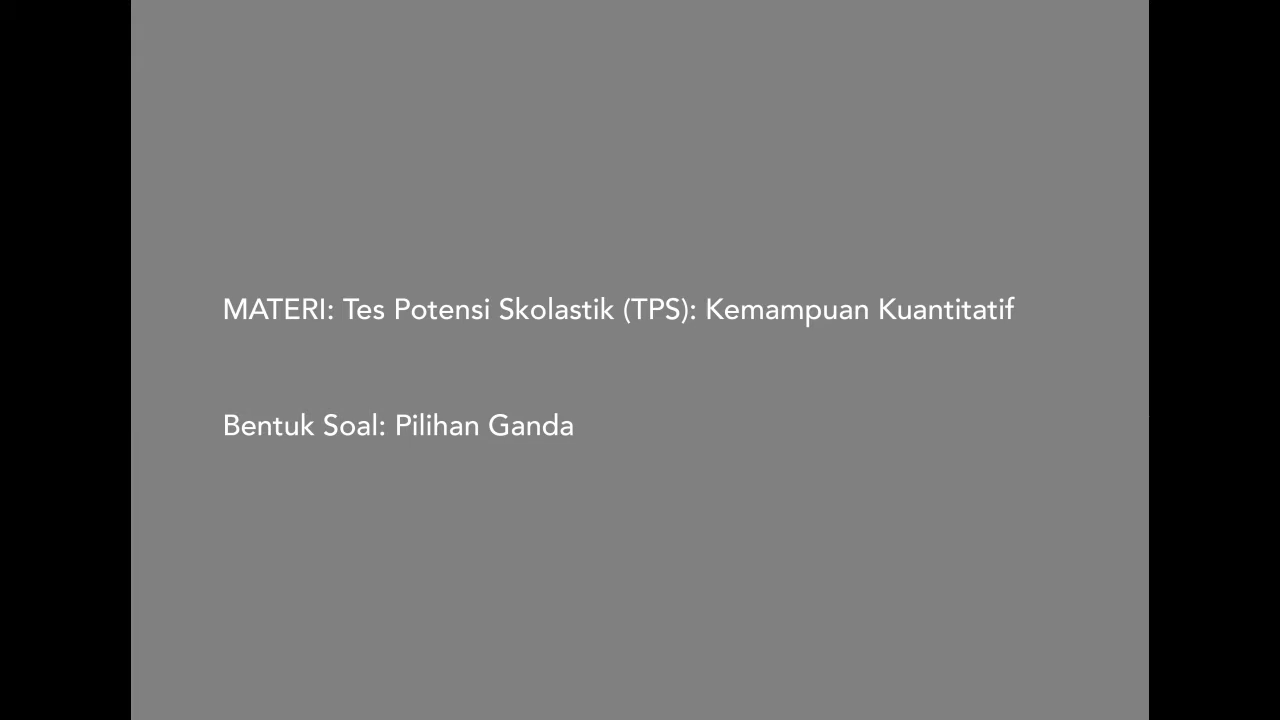 MATERI: Tes Potensi Skolastik (TPS): Kemampuan Kuantitatif
Bentuk Soal: Pilihan Ganda